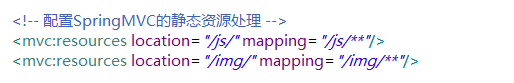 <!-- 配置SpringMVC的静态资源处理 -->
<mvc:resources location="/js/" mapping="/js/**"/>
<mvc:resources location="/img/" mapping="/img/**"/>